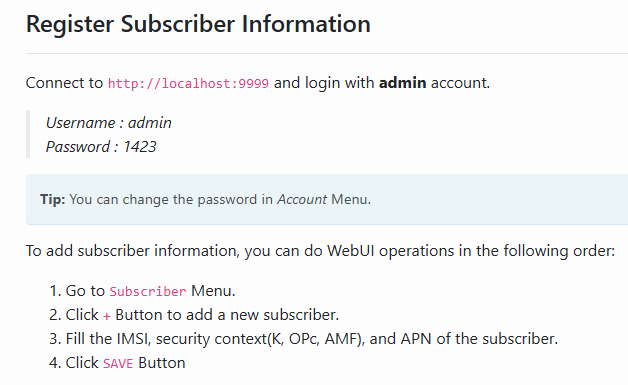 Register Subscriber Information
Connect to http://localhost:9999 and login with admin account.
Username : admin
Password : 1423
Tip: You can change the password in Account Menu.
To add subscriber information, you can do WebUI operations in the following order:
1. Go to Subscriber Menu.
2. Click + Button to add a new subscriber.
3. Fill the IMSI, security context(K, OPc, AMF), and APN of the subscriber.
4. Click SAVE Button